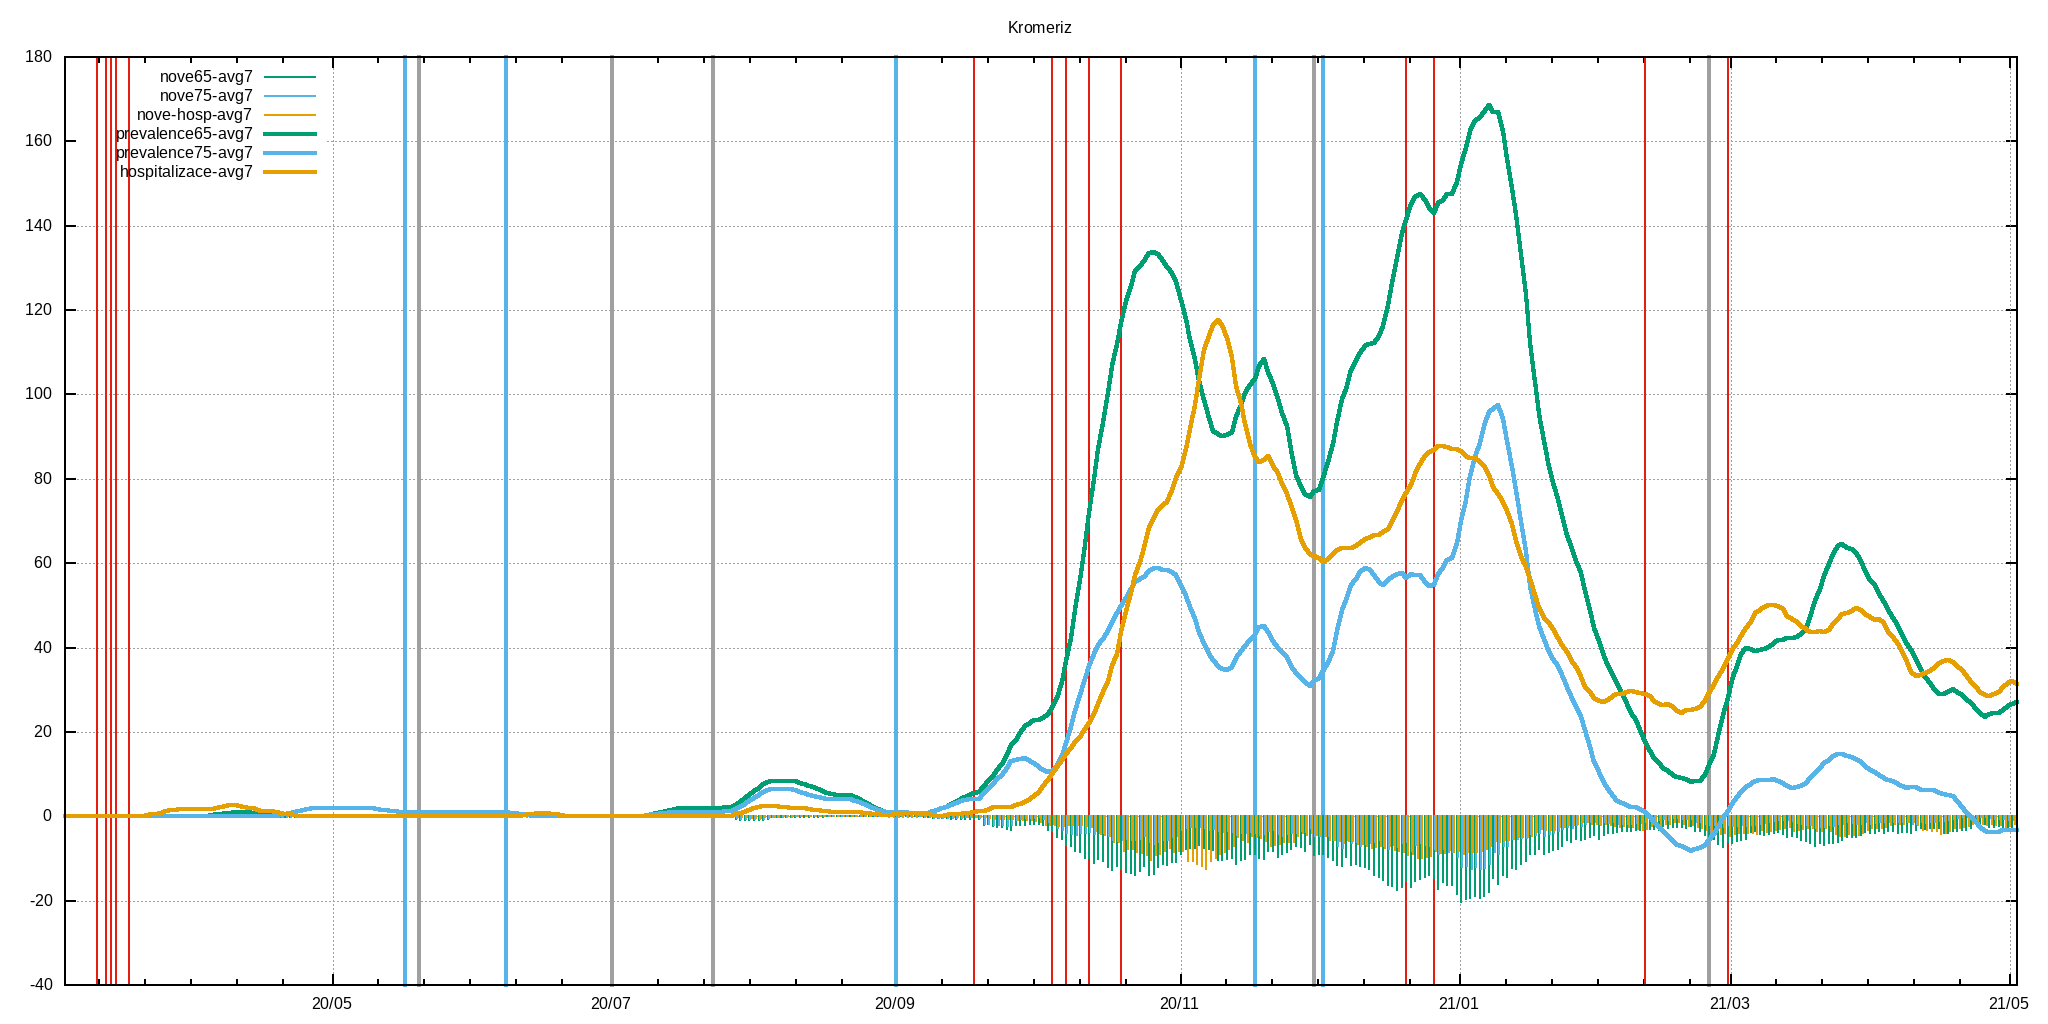 Kromeriz
180
160
140
120
100
80
60
40
20
0
-20
-40
nove65-avg7
nove75-avg7
nove-hosp-avg7
prevalence65-avg7
prevalence75-avg7
hospitalizace-avg7
20/05 20/07 20/09 20/11 21/01 21/03 21/05